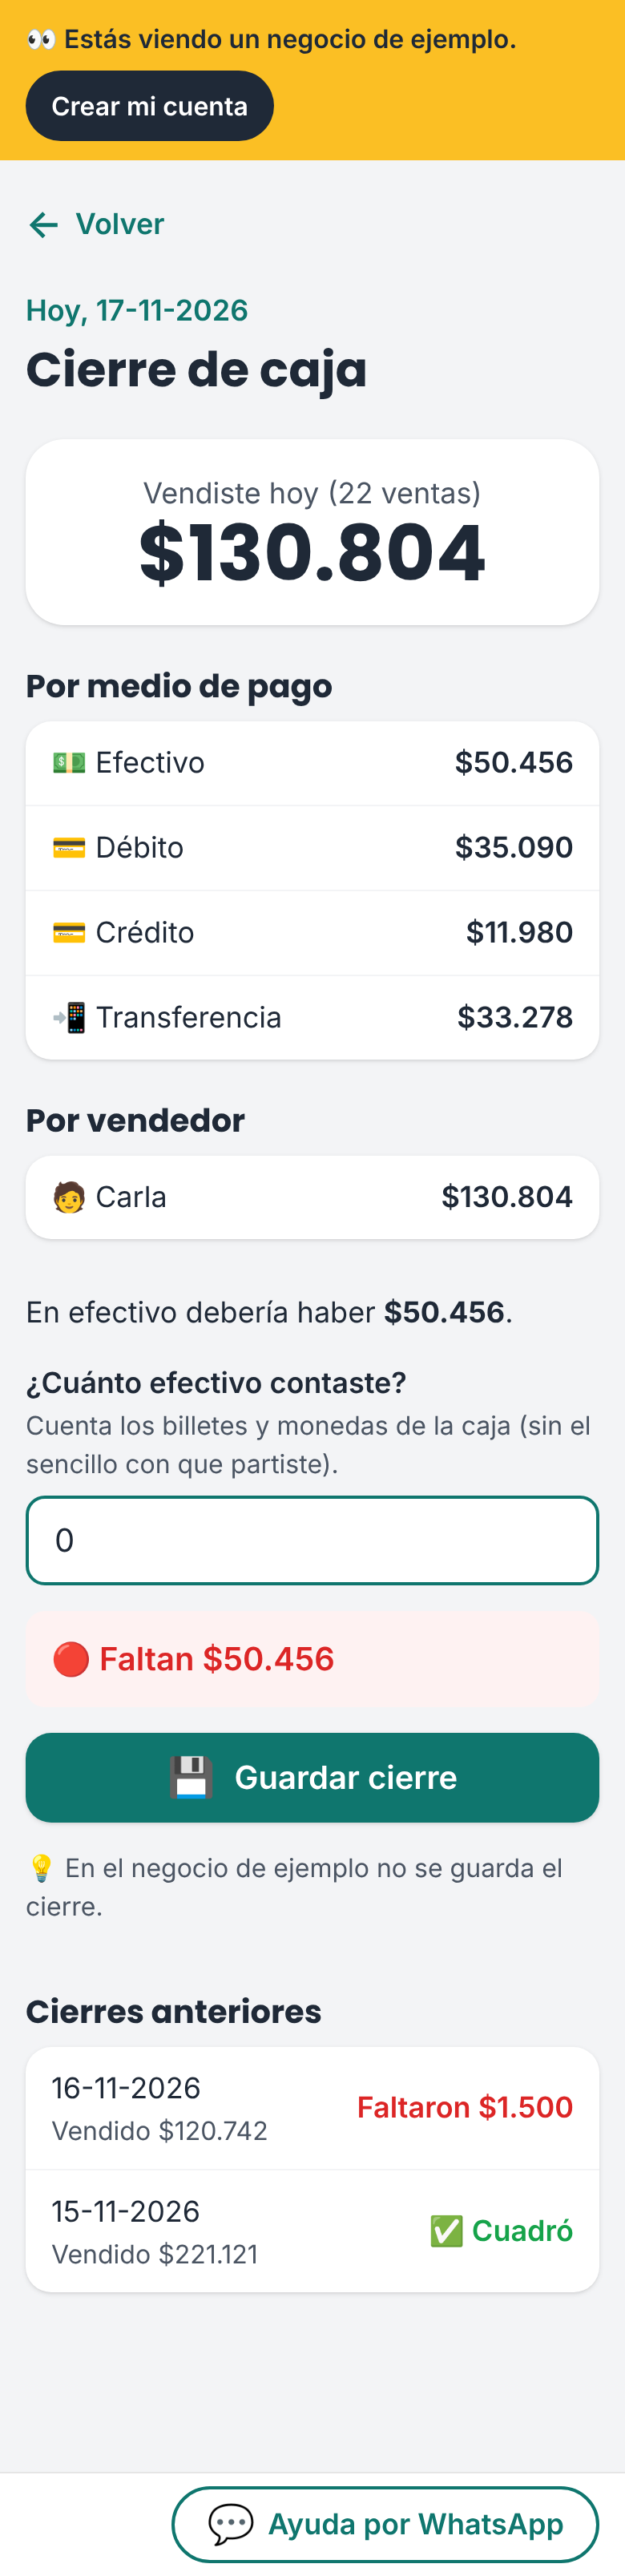 👀 Estás viendo un negocio de ejemplo.
Crear mi cuenta
← Volver
Hoy, 17-11-2026
Cierre de caja
Vendiste hoy (22 ventas)
$130.804
Por medio de pago
💵 Efectivo $50.456
💳 Débito $35.090
💳 Crédito $11.980
📲 Transferencia $33.278
Por vendedor
🧑 Carla $130.804
En efectivo debería haber $50.456.
¿Cuánto efectivo contaste?
Cuenta los billetes y monedas de la caja (sin el
sencillo con que partiste).
0
🔴 Faltan $50.456
💾 Guardar cierre
💡 En el negocio de ejemplo no se guarda el
cierre.
Cierres anteriores
16-11-2026
Vendido $120.742
Faltaron $1.500
15-11-2026
Vendido $221.121
✅ Cuadró
💬 Ayuda por WhatsApp